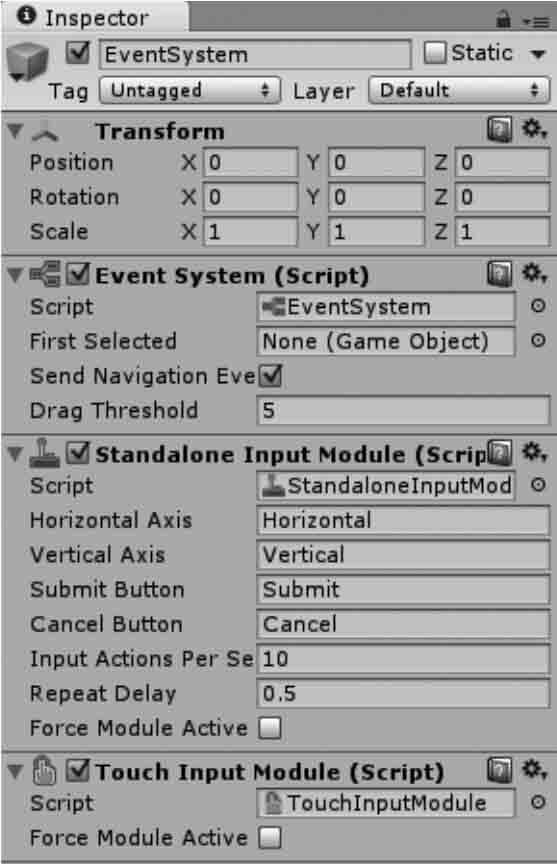 Inspector
EventSystem Static
Tag Untagged Layer Default
Transform
Position X 0 Y 0 Z 0
Rotation X 0 Y 0 Z 0
Scale X 1 Y 1 Z 1
Event System (Script)
Script EventSystem
First Selected None (Game Object)
Send Navigation Eve
Drag Threshold 5
Standalone Input Module (Scrip
Script StandaloneInputMod
Horizontal Axis Horizontal
Vertical Axis Vertical
Submit Button Submit
Cancel Button Cancel
Input Actions Per Se 10
Repeat Delay 0.5
Force Module Active
Touch Input Module (Script)
Script TouchInputModule
Force Module Active